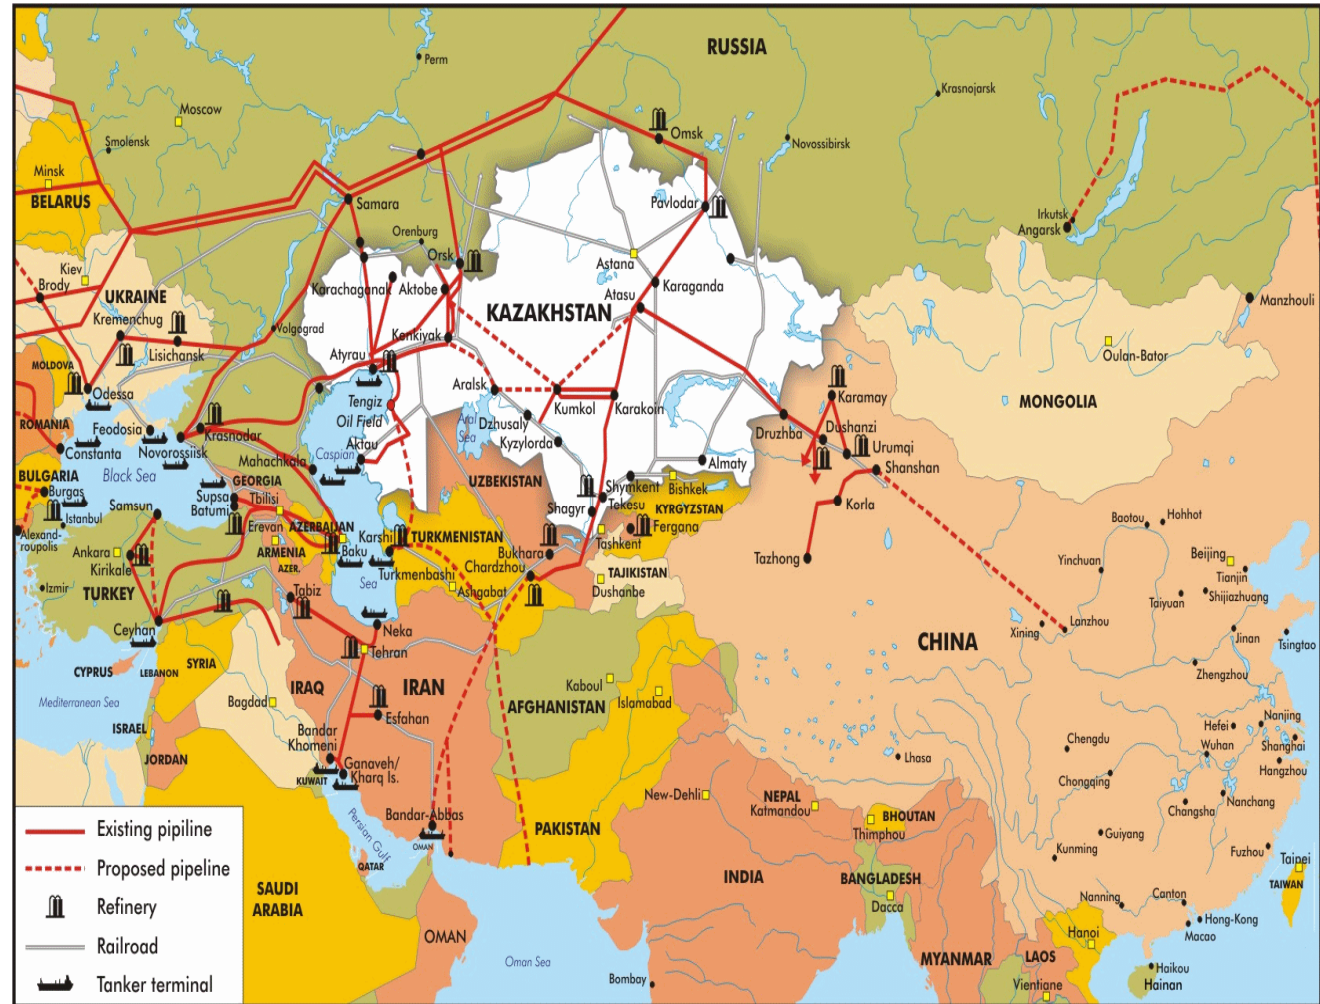 RUSSIA
Perm
Krasnojarsk
Moscow
Omsk
Smolensk
Novossibirsk
Minsk
BELARUS
Samara
Pavlodar
Irkutsk
Angarsk
Orenburg
Orsk
Astana
Kiev
Brody
UKRAINE
Karachaganak
Aktobe
Karaganda
Atasu
Manzhouli
KAZAKHSTAN
Kremenchug
Volgograd
Kenkiyak
Lisichansk
Oulan-Bator
MOLDOVA
Atyrau
Odessa
Aralsk
Karamay
MONGOLIA
Tengiz
Oil Field
Kumkol
Karakoin
ROMANIA
Feodosia
Krasnodar
Aral
Sea
Dzhusaly
Druzhba
Dushanzi
Constanta
Novorossiisk
Aktau
Kyzylorda
Urumqi
Mahachkala
Caspian
Almaty
Shanshan
BULGARIA
Black Sea
GEORGIA
UZBEKISTAN
Shymkent
Bishkek
Burgas
Supsa
Tbilisi
Tekesu
Samsun
Batumi
Shagyr
KYRGYZSTAN
Korla
Istanbul
Erevan
AZERBAIJAN
Karshi
TURKMENISTAN
Fergana
Baotou
Hohhot
Alexand-
roupolis
Ankara
ARMENIA
Baku
Bukhara
Tashkent
Tazhong
Yinchuan
Beijing
Kirikale
AZER.
Chardzhou
TAJIKISTAN
Tianjin
Izmir
TURKEY
Tabiz
Sea
Turkmenbashi
Ashgabat
Dushanbe
Taiyuan
Shijiazhuang
Ceyhan
Neka
Xining
Lanzhou
Jinan
Tsingtao
Tehran
CHINA
CYPRUS
LEBANON
SYRIA
Zhengzhou
Mediterranean Sea
IRAQ
IRAN
Kaboul
Bagdad
Islamabad
AFGHANISTAN
ISRAEL
Esfahan
Hefei
Nanjing
Bandar
Khomeni
Chengdu
Wuhan
Shanghai
JORDAN
Ganaveh/
Kharq Is.
Lhasa
Hangzhou
KUWAIT
Chongqing
New-Dehli
NEPAL
Katmandou
Nanchang
Changsha
Bandar-Abbas
BHOUTAN
Existing pipiline
PAKISTAN
Thimphou
Guiyang
Persian Gulf
OMAN
Kunming
Fuzhou
Taipei
Proposed pipeline
QATAR
INDIA
BANGLADESH
TAIWAN
SAUDI
ARABIA
Nanning
Canton
Refinery
Dacca
Hong-Kong
Macao
OMAN
Hanoi
Railroad
Oman Sea
MYANMAR
LAOS
Haikou
Hainan
Tanker terminal
Bombay
Vientiane